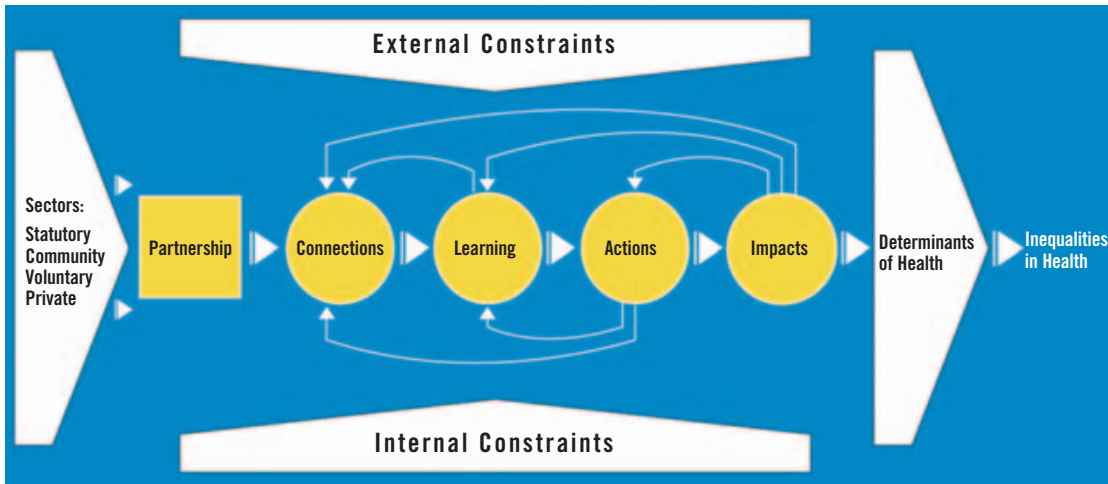 External Constraints
Sectors:
Statutory
Community
Voluntary
Private
Partnership
Connections
Learning
Actions
Impacts
Determinants
of Health
Inequalities
in Health
Internal Constraints